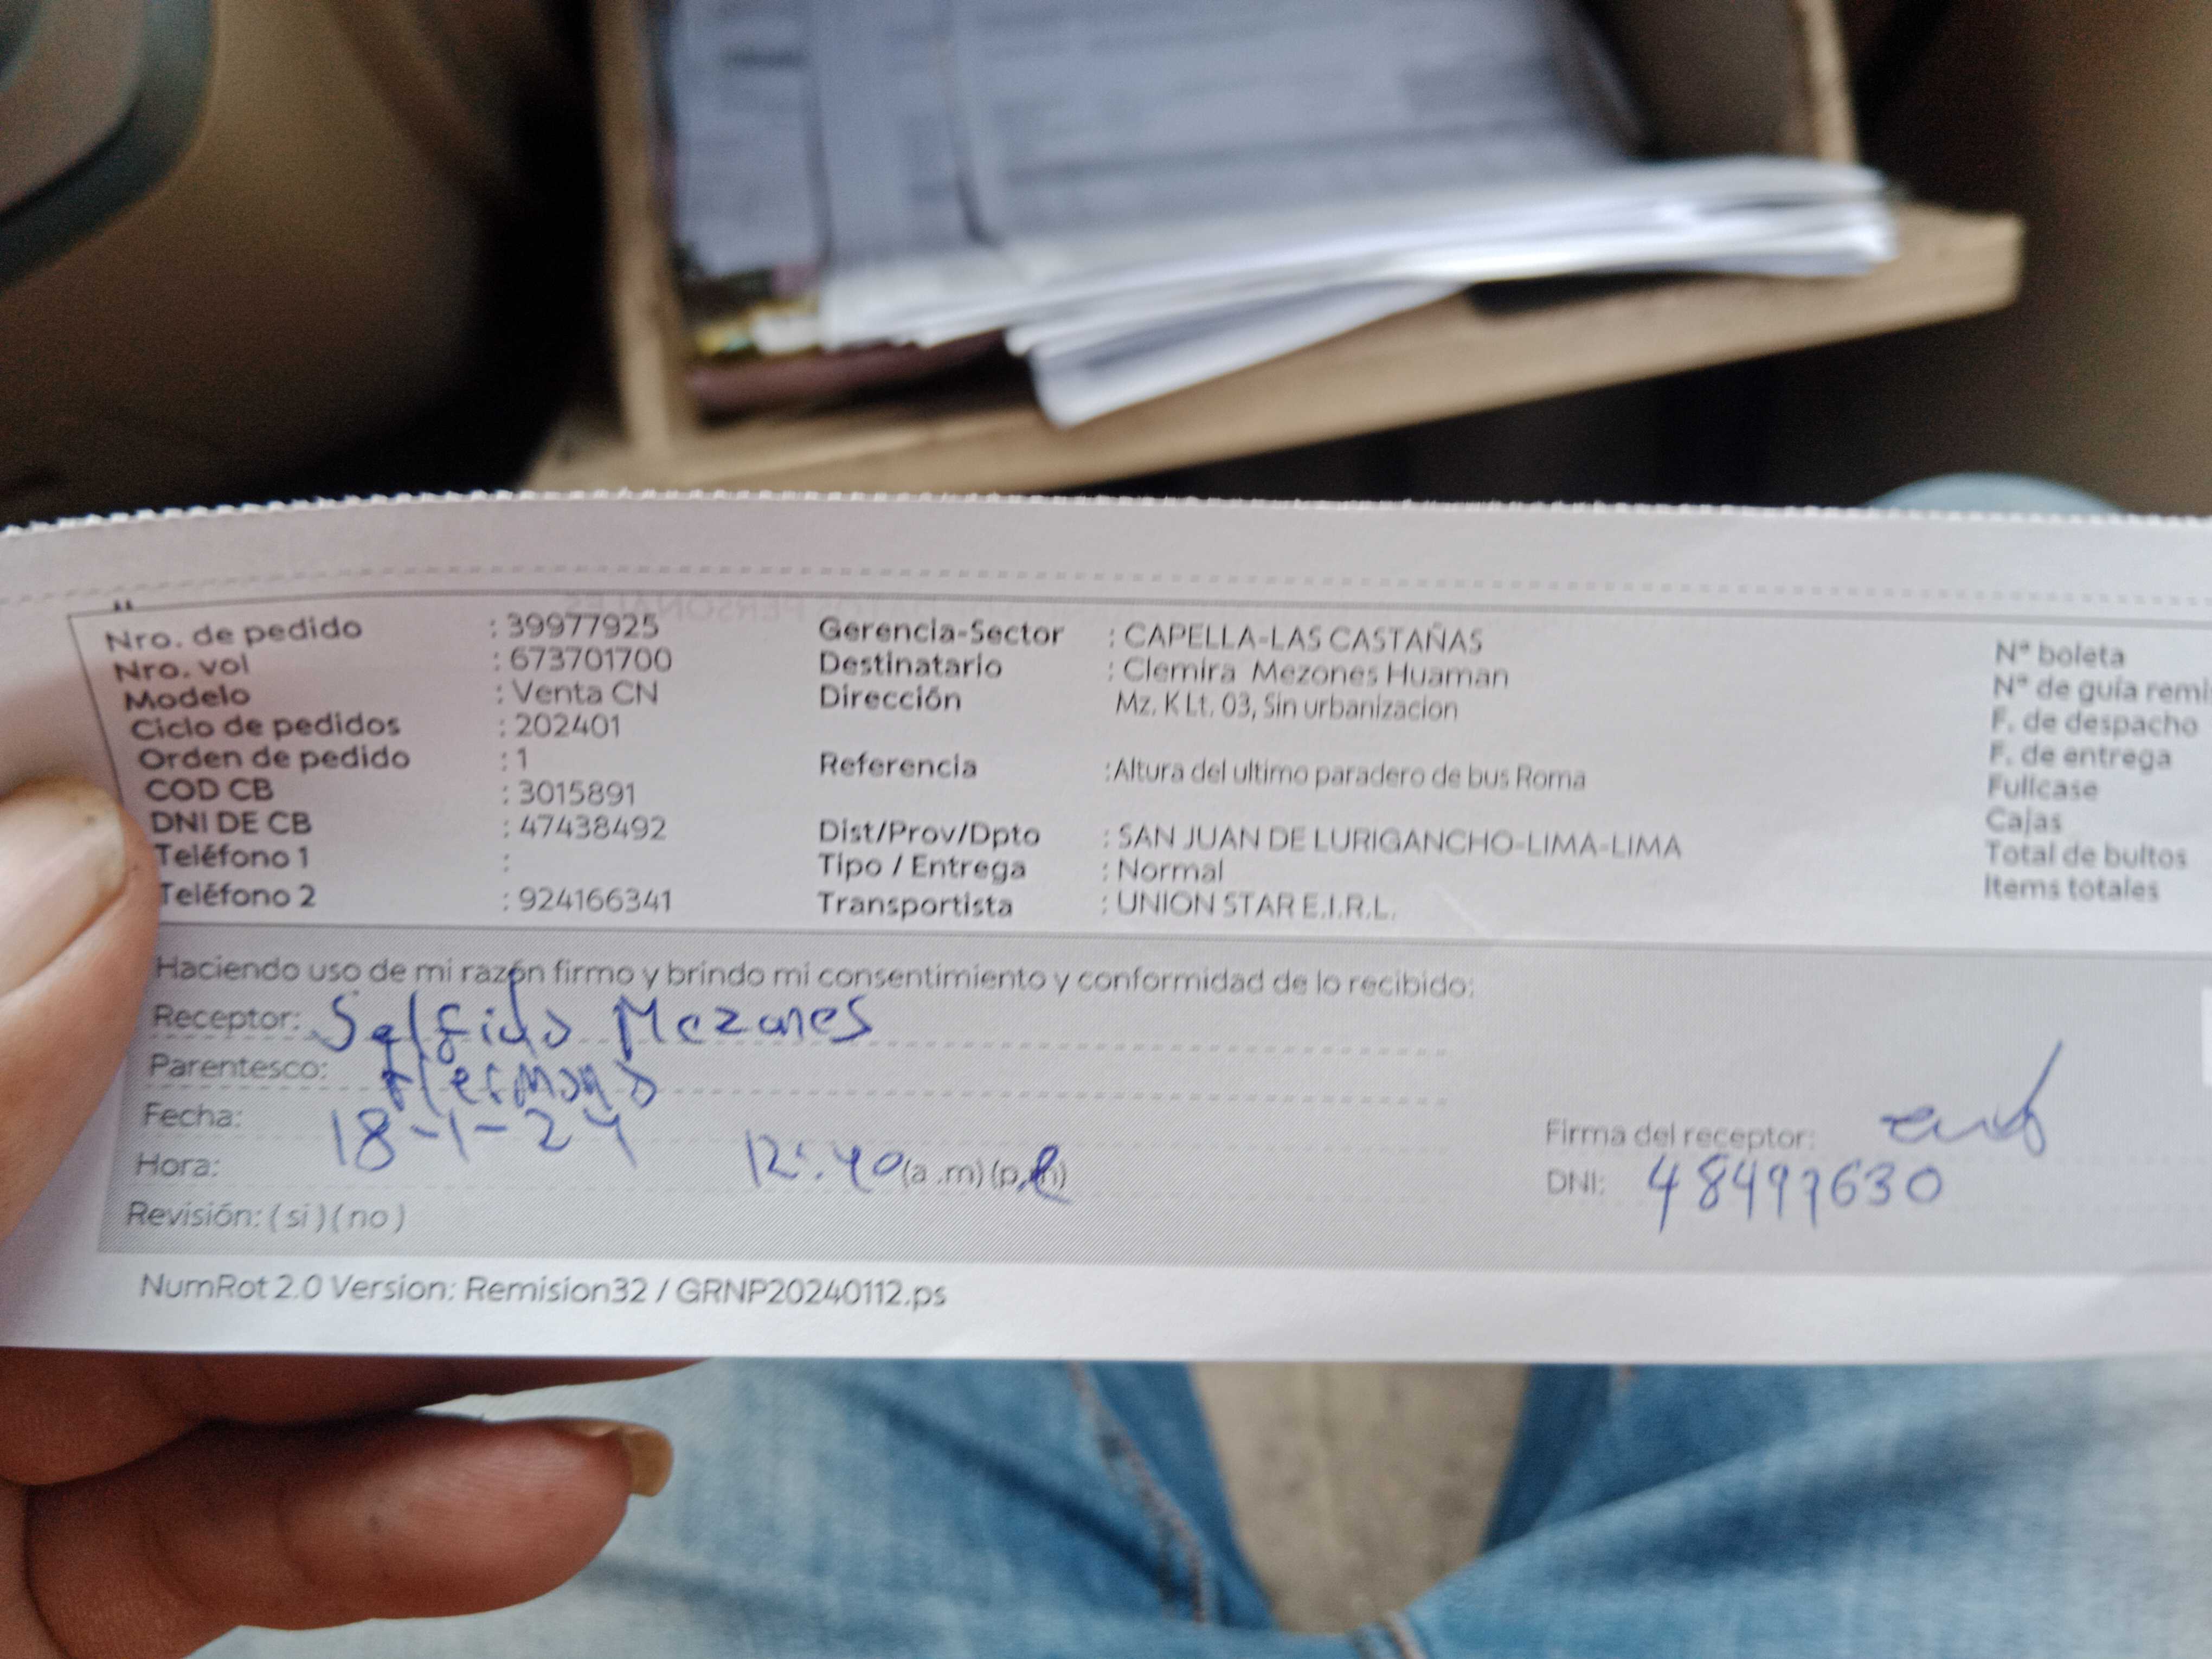 Nro. de pedido : 39977925
Nro. vol : 673701700
Modelo : Venta CN
Ciclo de pedidos : 202401
Orden de pedido : 1
COD CB : 3015891
DNI DE CB : 47438492
Teléfono 1 :
Teléfono 2 : 924166341
Gerencia-Sector : CAPELLA-LAS CASTAÑAS
Destinatario : Clemira Mezones Huaman
Dirección Mz. K Lt. 03, Sin urbanizacion
Referencia :Altura del ultimo paradero de bus Roma
Dist/Prov/Dpto : SAN JUAN DE LURIGANCHO-LIMA-LIMA
Tipo / Entrega : Normal
Transportista : UNION STAR E.I.R.L.
Nº boleta
Nº de guía remis
F. de despacho
F. de entrega
Fullcase
Cajas
Total de bultos
Items totales
Haciendo uso de mi razón firmo y brindo mi consentimiento y conformidad de lo recibido:
Receptor: Mezones
Parentesco: Hermano
Fecha: 18-1-24
Hora: 12:40 (a .m) (p.m)
Revisión: ( si ) ( no )
Firma del receptor:
DNI: 48497630
NumRot 2.0 Version: Remision32 / GRNP20240112.ps